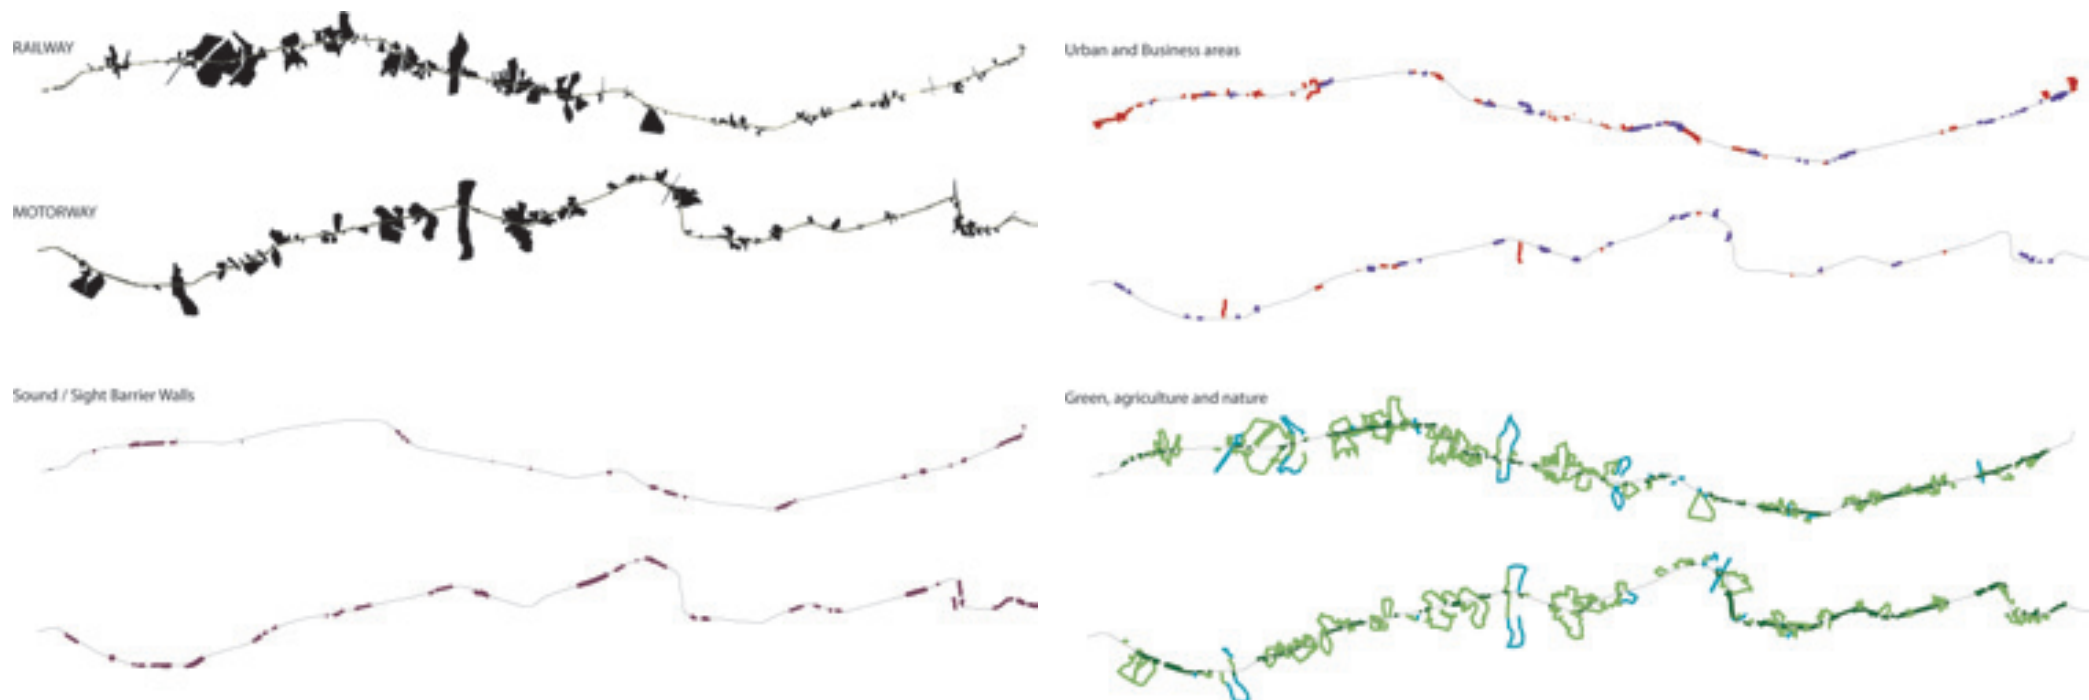 RAILWAY
Urban and Business areas
MOTORWAY
Sound / Sight Barrier Walls
Green, agriculture and nature